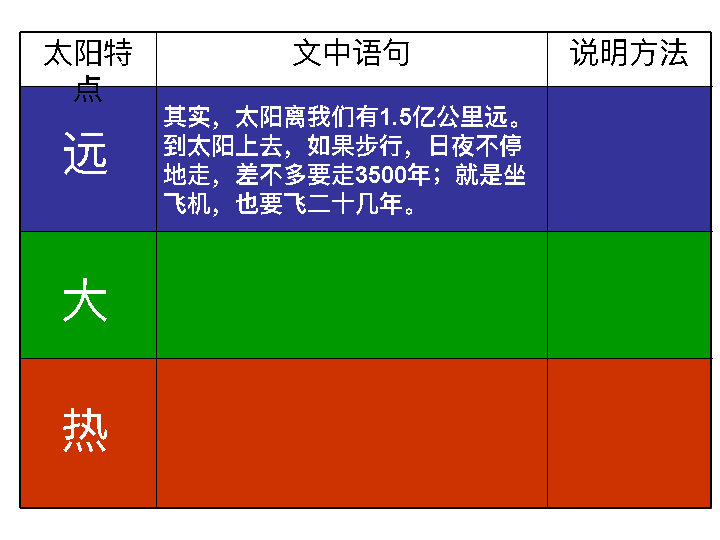 太阳特
点
文中语句
说明方法
远
其实，太阳离我们有1.5亿公里远。
到太阳上去，如果步行，日夜不停
地走，差不多要走3500年；就是坐
飞机，也要飞二十几年。
大
热